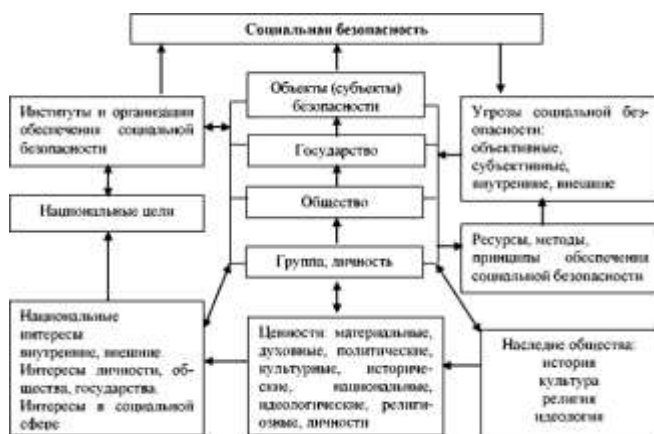 Социальная безопасность
Объекты (субъекты)
безопасности
Институты и организации
обеспечения социальной
безопасности
Угрозы социальной без-
опасности:
объективные,
субъективные,
внутренние, внешние
Государство
Национальные цели
Общество
Ресурсы, методы,
принципы обеспечения
социальной безопасности
Группа, личность
Национальные
интересы
внутренние, внешние
Интересы личности, об-
щества, государства.
Интересы в социальной
сфере
Ценности материальные,
духовные, политические,
культурные, историче-
ские, национальные,
идеологические, религи-
озные, личности
Наследие общества:
история
культура
религия
идеология